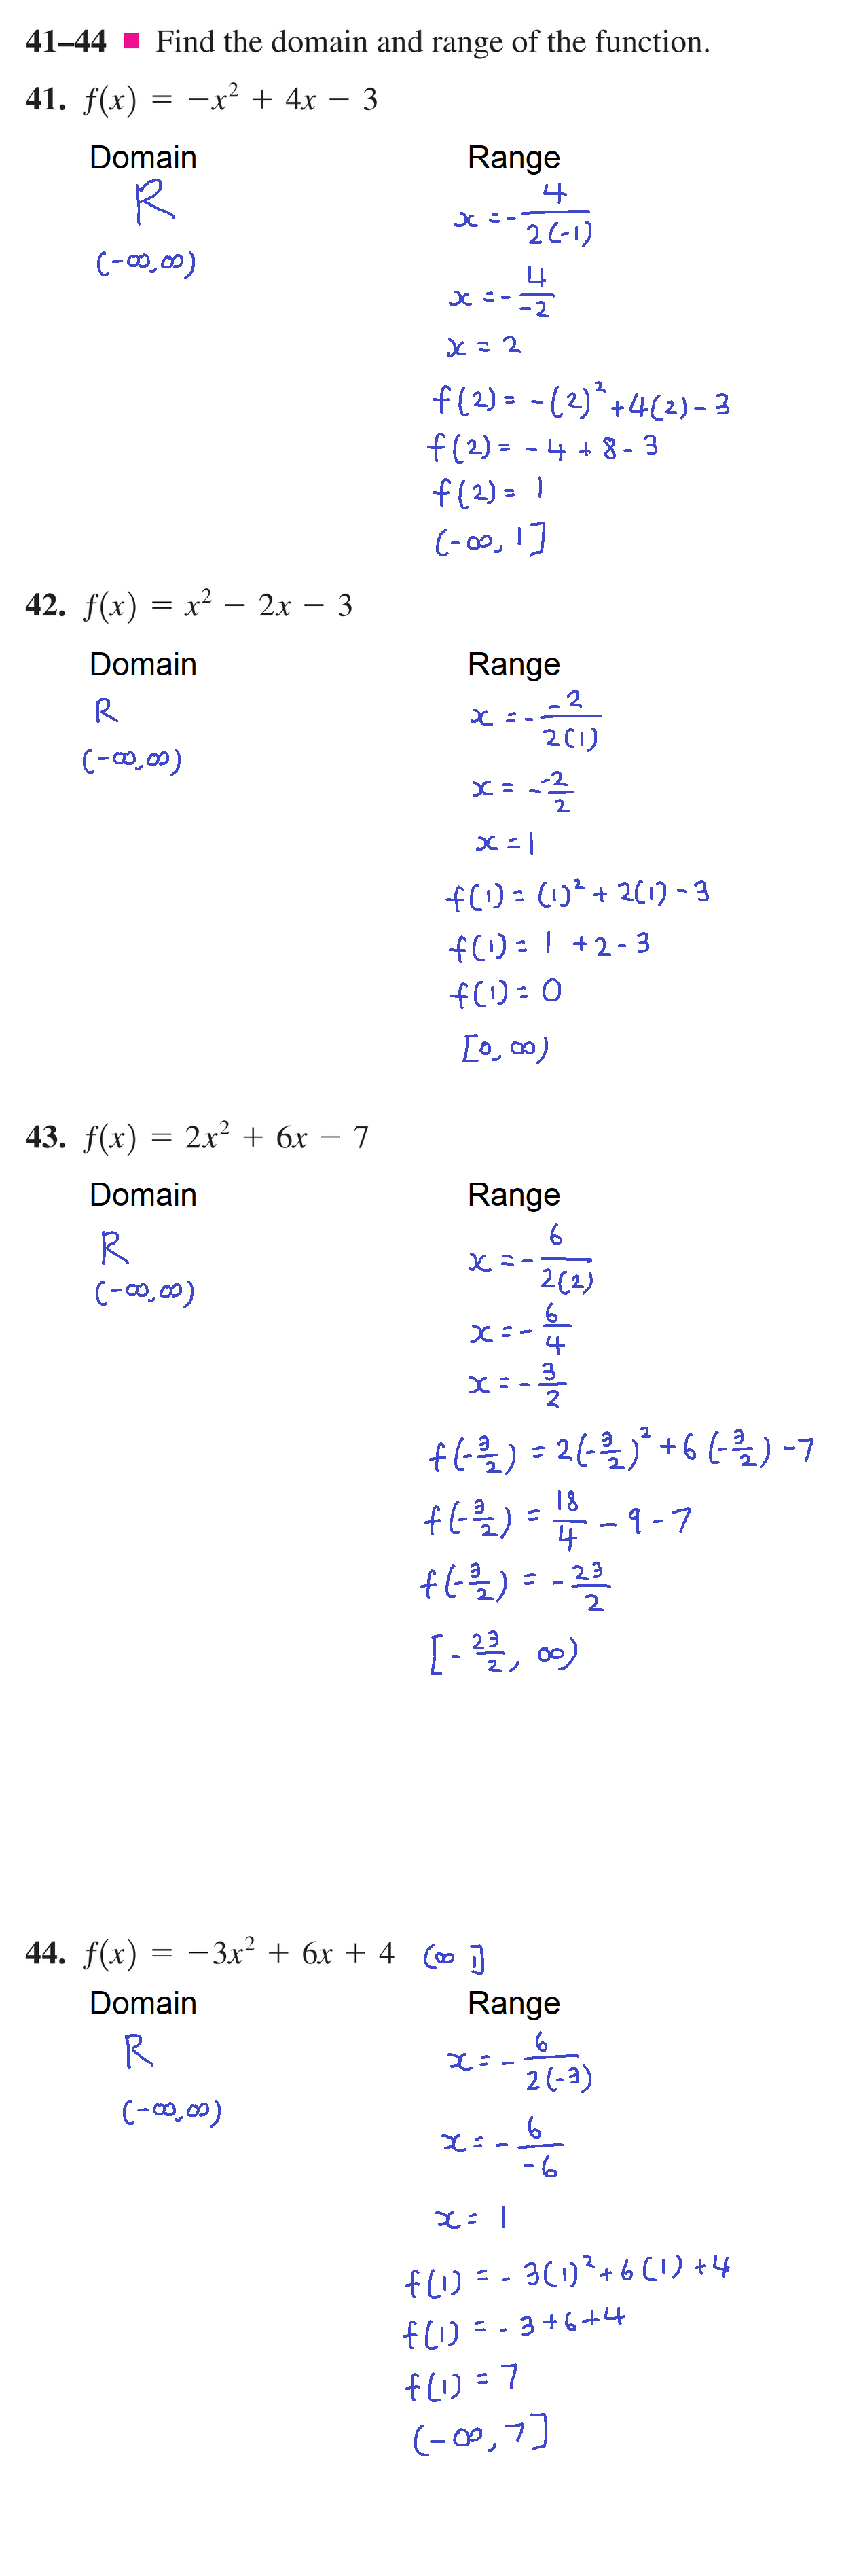 41–44 ■ Find the domain and range of the function.
41. f(x) = −x² + 4x − 3
Domain Range
R
(-∞,∞)
x = - 4/2(-1)
x = - 4/-2
x = 2
f(2) = -(2)² + 4(2) - 3
f(2) = - 4 + 8 - 3
f(2) = 1
(-∞, 1]
42. f(x) = x² − 2x − 3
Domain Range
R
(-∞,∞)
x = - -2/2(1)
x = - -2/2
x = 1
f(1) = (1)² + 2(1) - 3
f(1) = 1 + 2 - 3
f(1) = 0
[0, ∞)
43. f(x) = 2x² + 6x − 7
Domain Range
R
(-∞,∞)
x = - 6/2(2)
x = - 6/4
x = - 3/2
f(-3/2) = 2(-3/2)² + 6(-3/2) - 7
f(-3/2) = 18/4 - 9 - 7
f(-3/2) = - 23/2
[- 23/2, ∞)
44. f(x) = −3x² + 6x + 4 (∞ 1]
Domain Range
R
(-∞,∞)
x = - 6/2(-3)
x = - 6/-6
x = 1
f(1) = - 3(1)² + 6(1) + 4
f(1) = - 3 + 6 + 4
f(1) = 7
(-∞, 7]